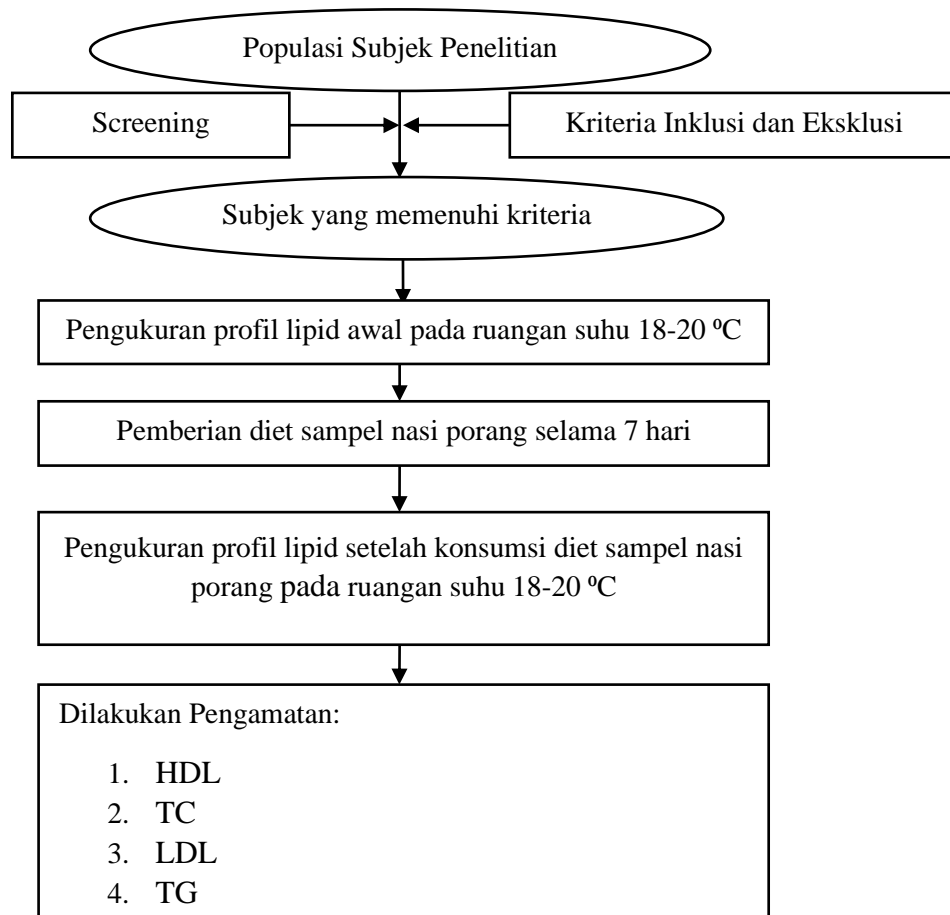 Populasi Subjek Penelitian
Screening
Kriteria Inklusi dan Eksklusi
Subjek yang memenuhi kriteria
Pengukuran profil lipid awal pada ruangan suhu 18-20 ⁰C
Pemberian diet sampel nasi porang selama 7 hari
Pengukuran profil lipid setelah konsumsi diet sampel nasi
porang pada ruangan suhu 18-20 ⁰C
Dilakukan Pengamatan:
1. HDL
2. TC
3. LDL
4. TG